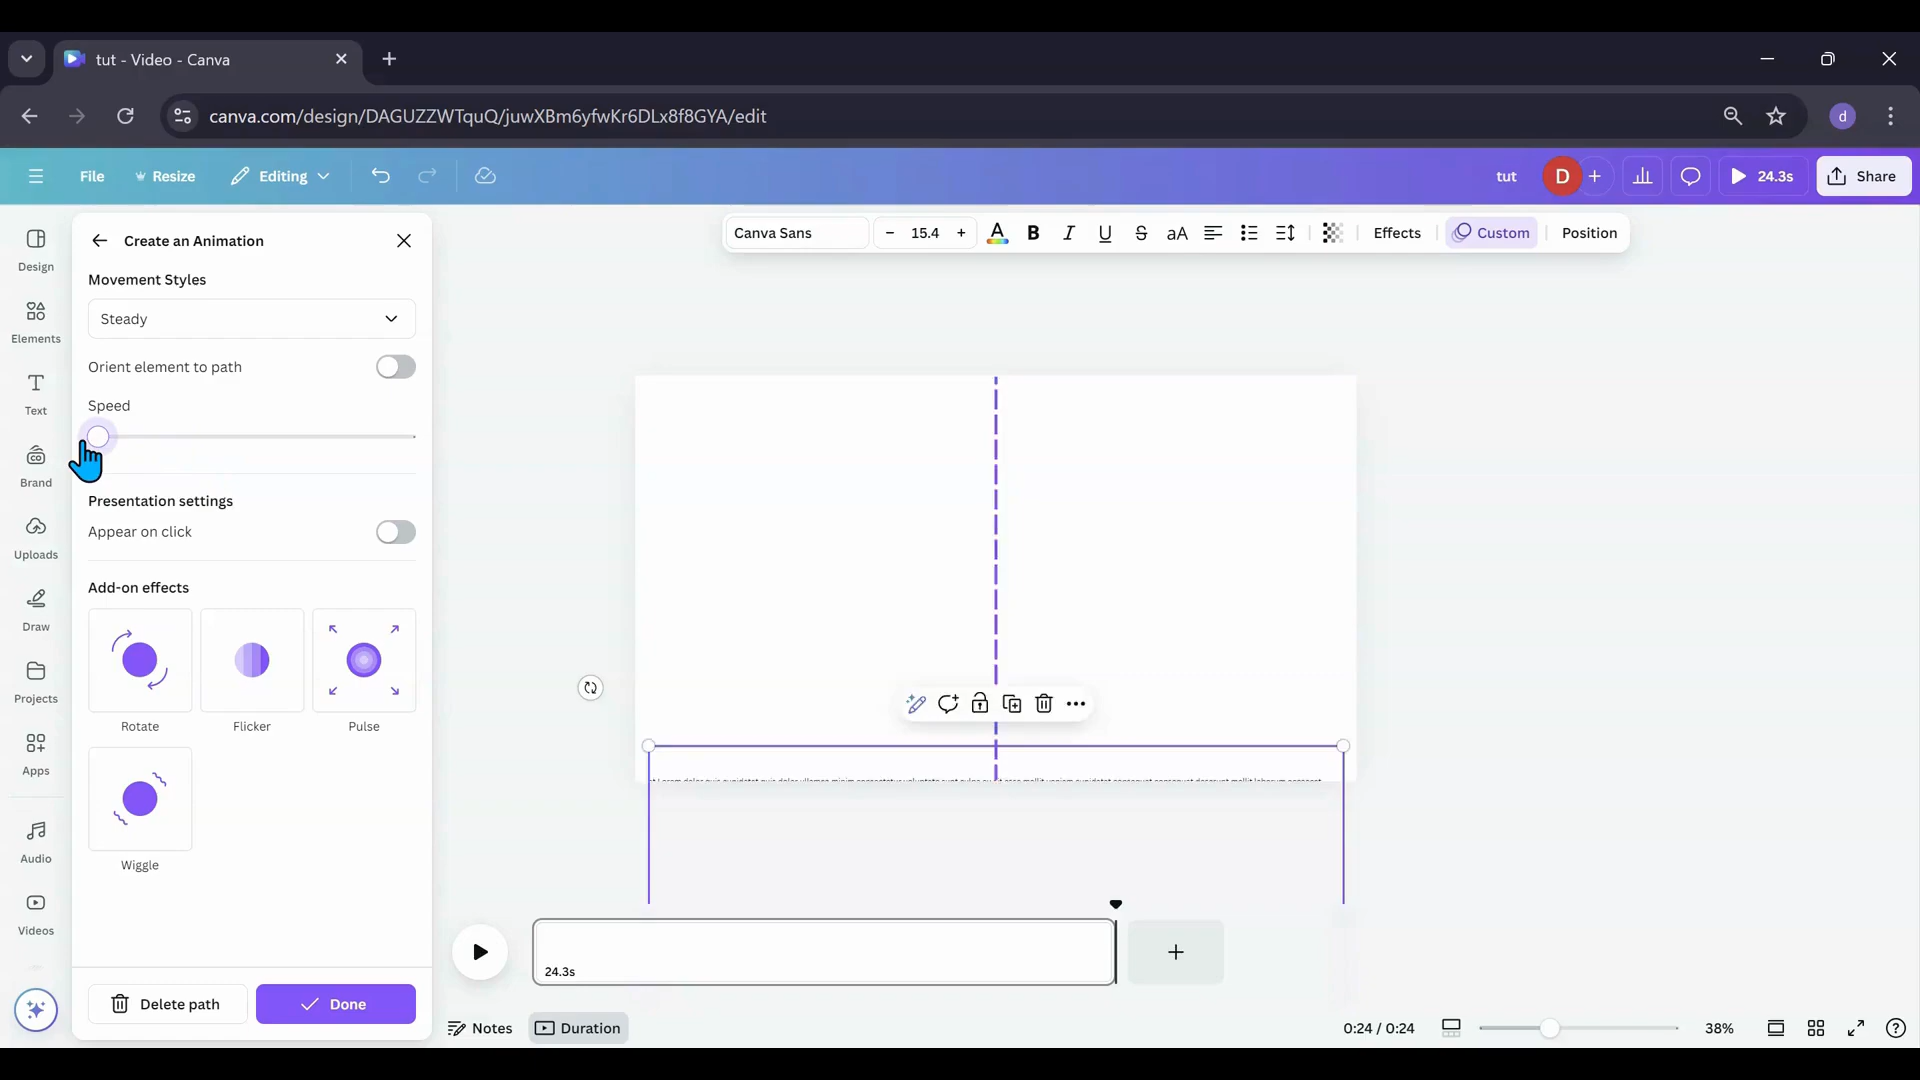 tut - Video - Canva
canva.com/design/DAGUZZWTquQ/juwXBm6yfwKr6DLx8f8GYA/edit
d
File
Resize
Editing
tut
D
24.3s
Share
Design
Elements
Text
Brand
Uploads
Draw
Projects
Apps
Audio
Videos
Create an Animation
Movement Styles
Steady
Orient element to path
Speed
Presentation settings
Appear on click
Add-on effects
Rotate
Flicker
Pulse
Wiggle
Delete path
Done
Canva Sans
15.4
A
B
I
U
S
aA
Effects
Custom
Position
24.3s
Notes
Duration
0:24 / 0:24
38%